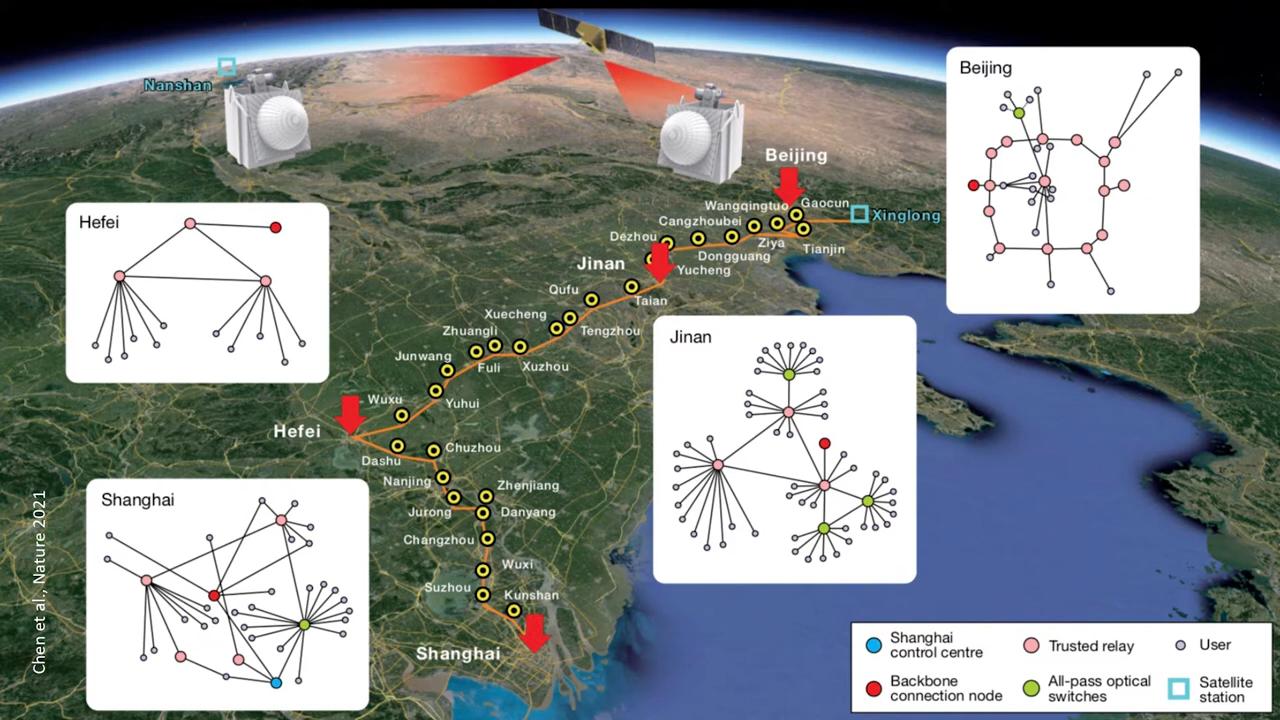 Nanshan
Beijing
Wangqingtuo
Gaocun
Xinglong
Cangzhoubei
Dezhou
Ziya
Tianjin
Dongguang
Jinan
Yucheng
Qufu
Taian
Xuecheng
Tengzhou
Zhuangli
Junwang
Fuli
Xuzhou
Wuxu
Yuhui
Hefei
Dashu
Chuzhou
Nanjing
Zhenjiang
Jurong
Danyang
Changzhou
Wuxi
Suzhou
Kunshan
Shanghai
Hefei
Shanghai
Beijing
Jinan
Shanghai
control centre
Trusted relay
User
Backbone
connection node
All-pass optical
switches
Satellite
station
Chen et al., Nature 2021